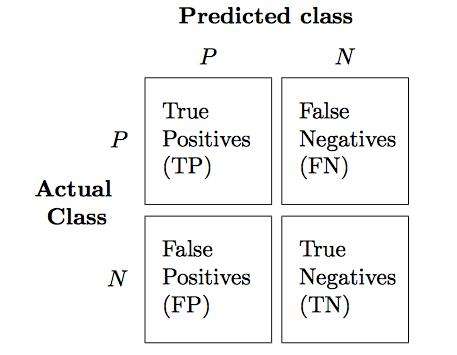 Predicted class
P N
True
Positives
(TP)
False
Negatives
(FN)
P
Actual
Class
False
Positives
(FP)
True
Negatives
(TN)
N